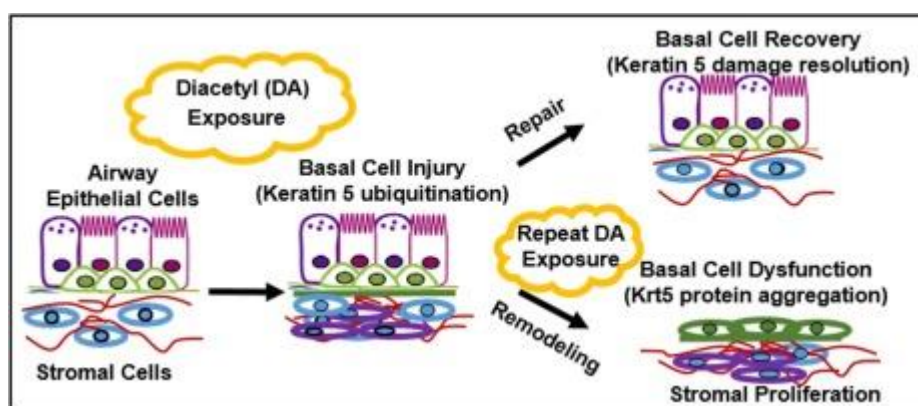 Diacetyl (DA)
Exposure
Airway
Epithelial Cells
Stromal Cells
Basal Cell Injury
(Keratin 5 ubiquitination)
Repair
Basal Cell Recovery
(Keratin 5 damage resolution)
Repeat DA
Exposure
Remodeling
Basal Cell Dysfunction
(Krt5 protein aggregation)
Stromal Proliferation